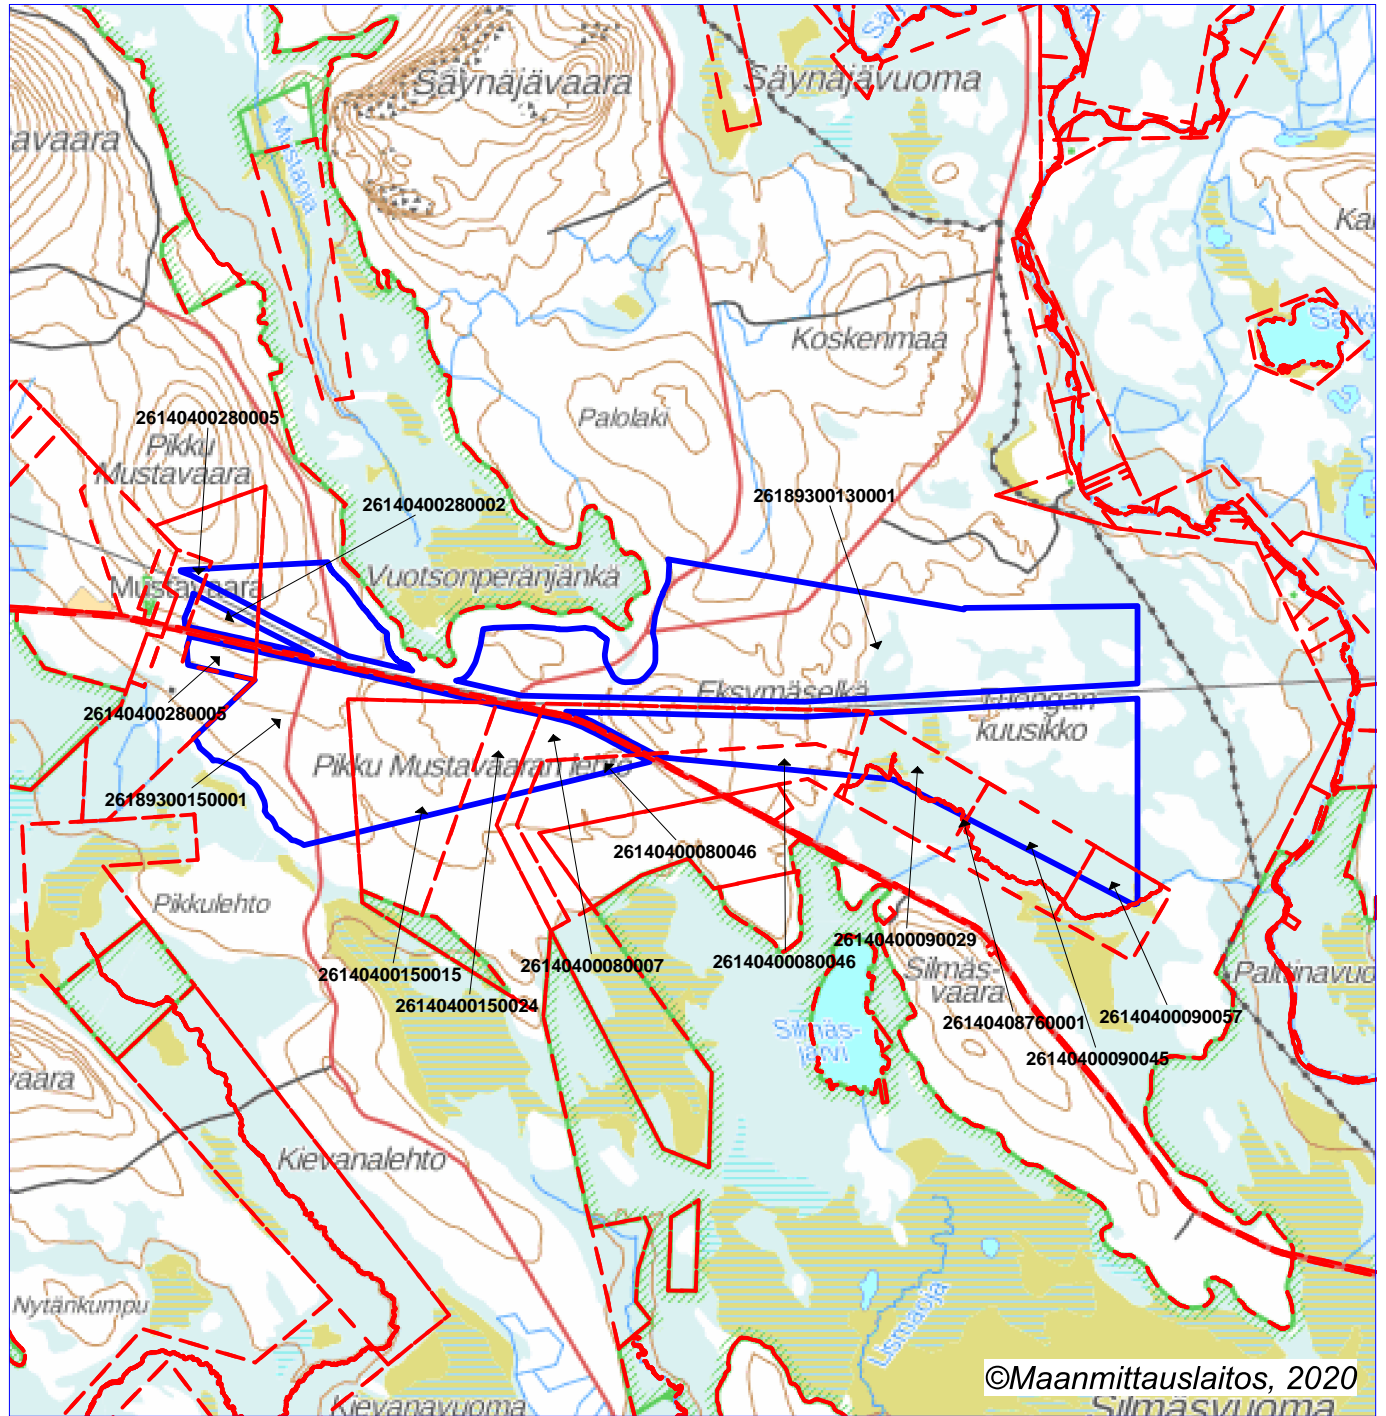 Säynäjävaara
Säynäjävuoma
avaara
Mustaoja
Koskenmaa
Palolaki
26140400280005
Pikku
Mustavaara
26140400280002
26189300130001
Vuotsonperänjänkä
Mustavaara
Eksymäselkä
kuusikko
26140400280005
Pikku Mustavaaran lehto
26189300150001
26140400080046
Pikkulehto
26140400150015
26140400150024
26140400080007
26140400080046
26140400090029
Silmäs-
vaara
Palttinavuo
26140408760001
26140400090057
26140400090045
Silmäs-
järvi
vaara
Kievanalehto
Nytänkumpu
Lismaoja
©Maanmittauslaitos, 2020
Kievanavuoma
Silmäsvuoma